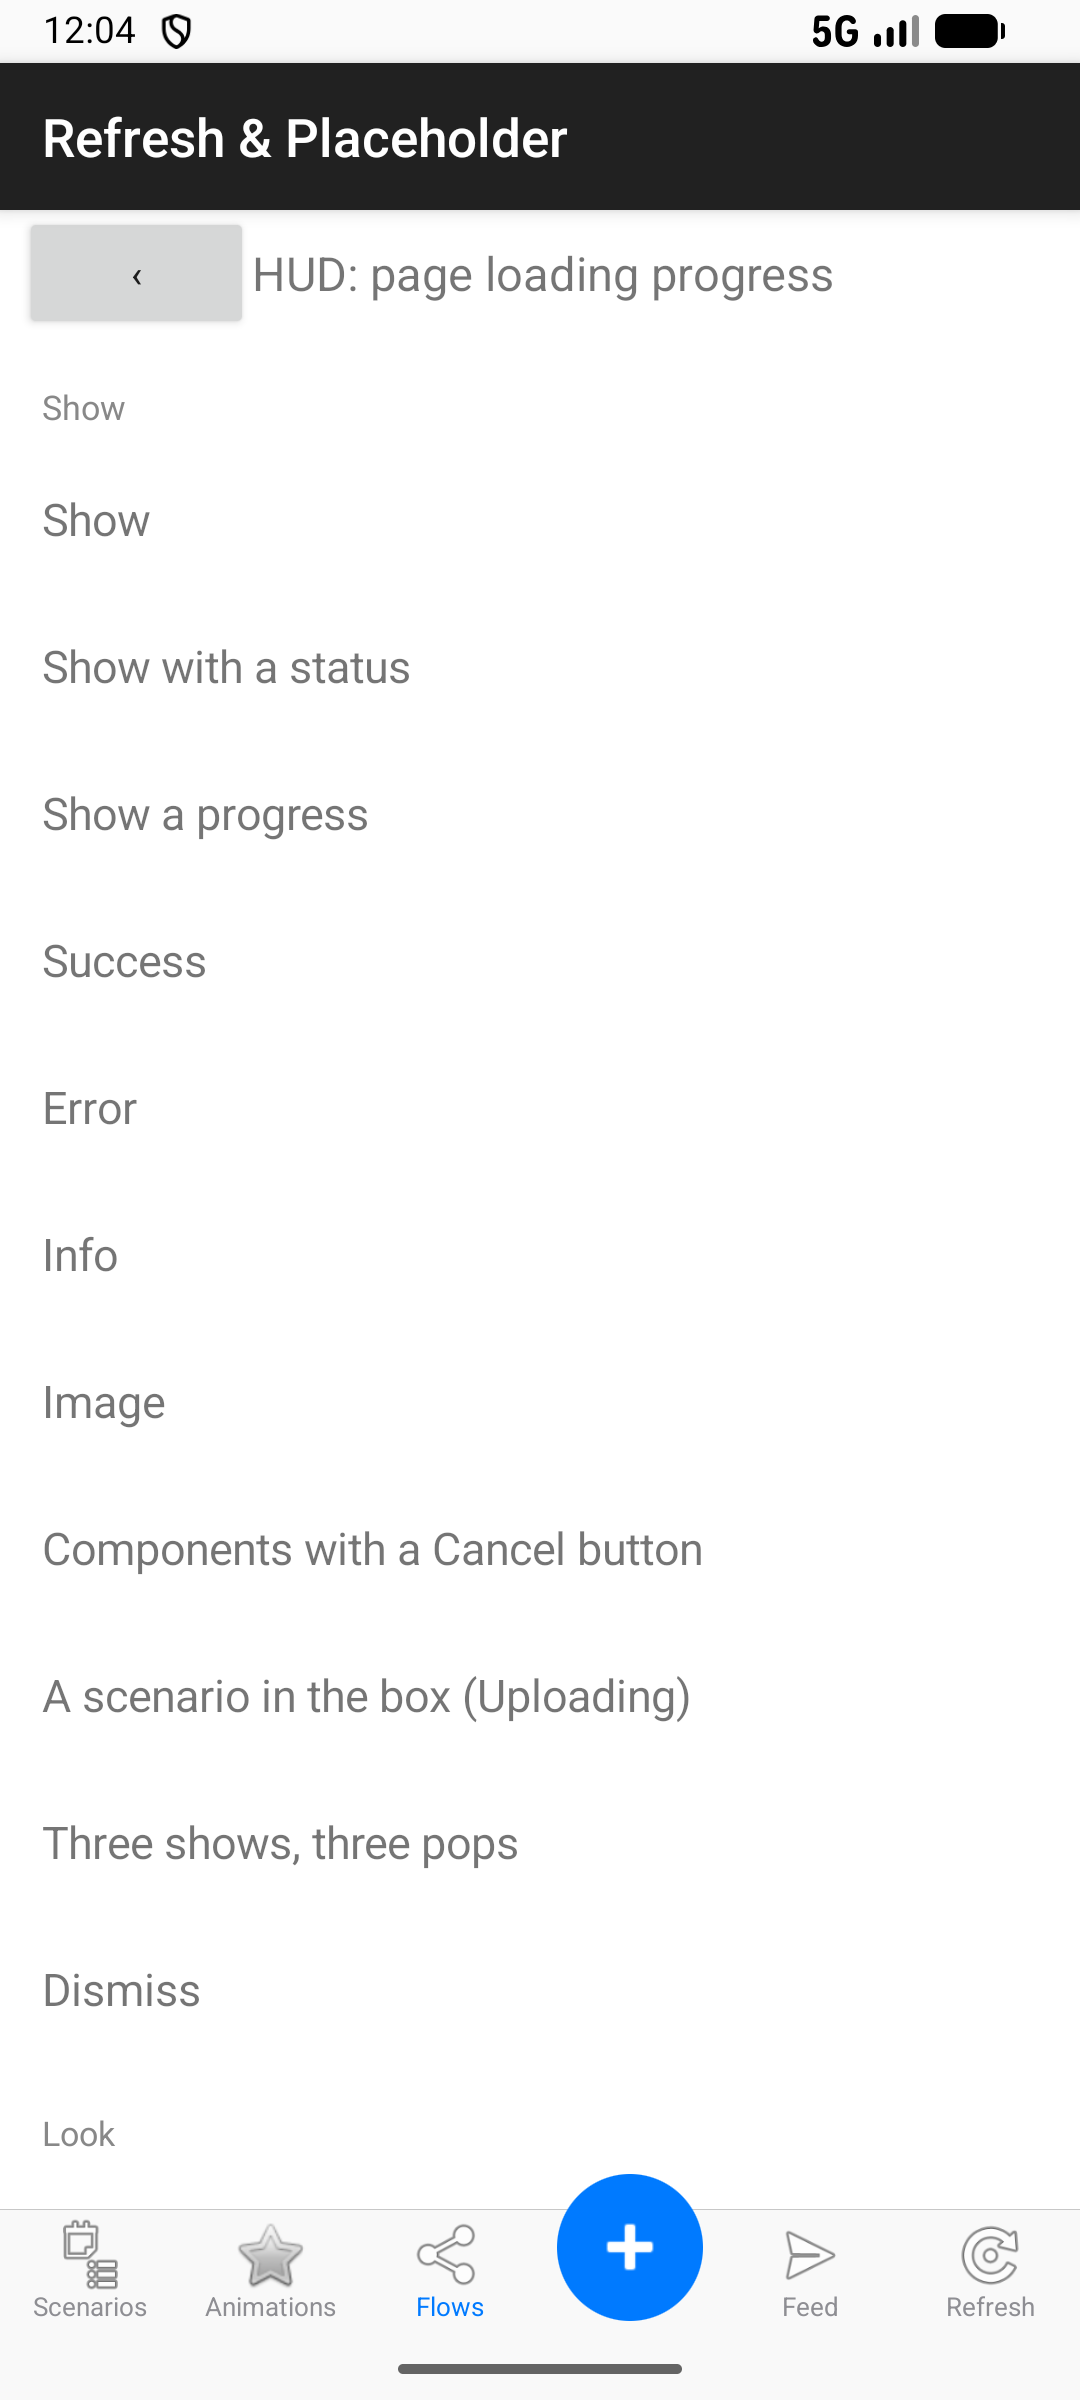 12:04
5G
Refresh & Placeholder
‹ HUD: page loading progress
Show
Show
Show with a status
Show a progress
Success
Error
Info
Image
Components with a Cancel button
A scenario in the box (Uploading)
Three shows, three pops
Dismiss
Look
Scenarios
Animations
Flows
Feed
Refresh